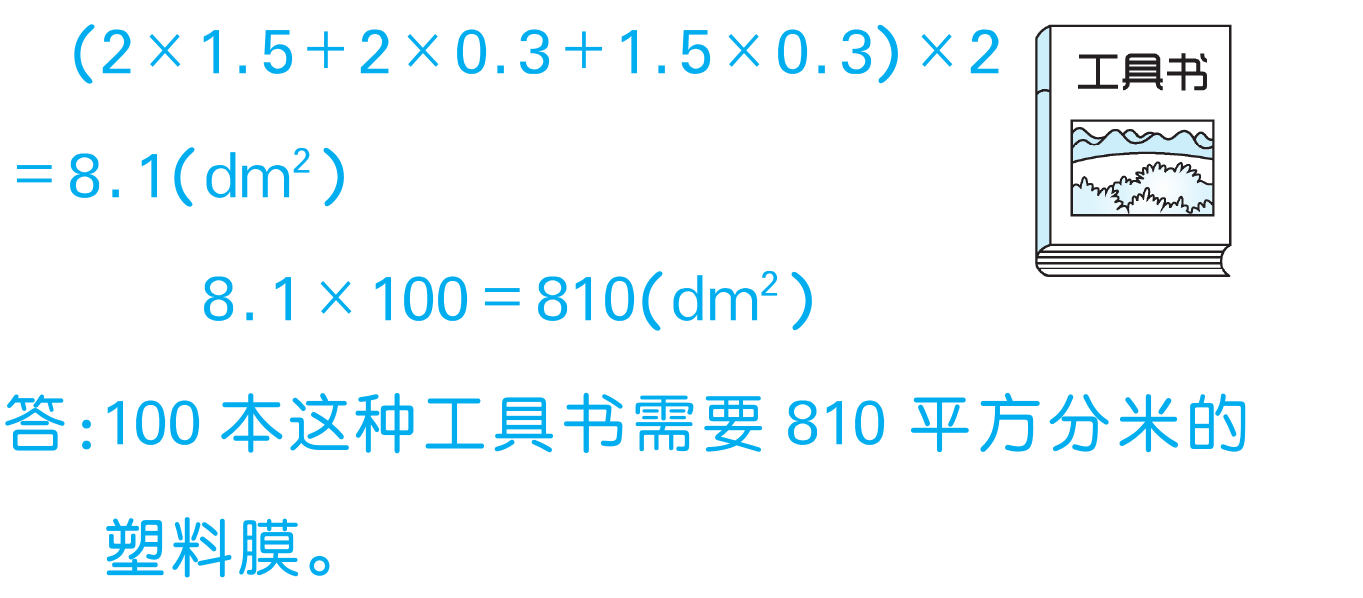 (2×1.5+2×0.3+1.5×0.3)×2
工具书
=8.1(dm²)
8.1×100=810(dm²)
答:100本这种工具书需要810平方分米的
塑料膜。